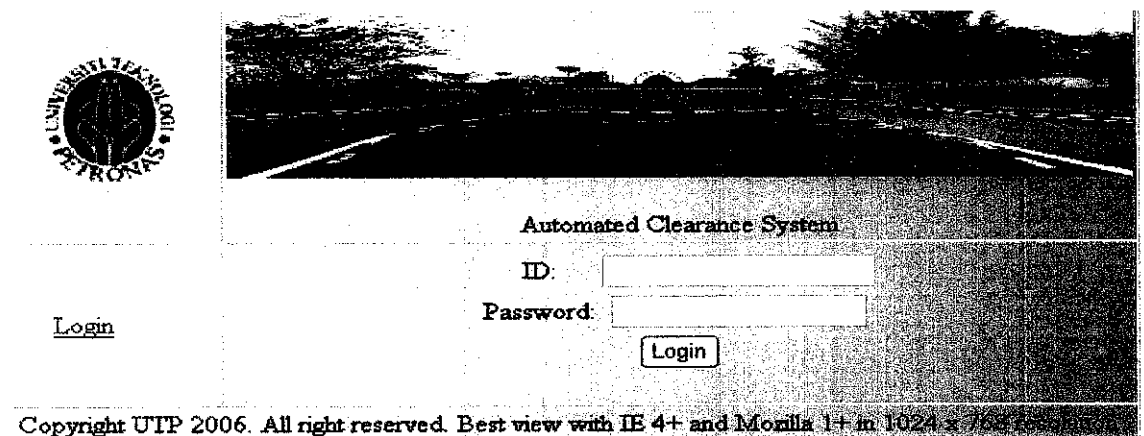 UNIVERSITI TEKNOLOGI
PETRONAS
Automated Clearance System
ID:
Password:
Login
Login
Copyright UTP 2006. All right reserved. Best view with IE 4+ and Mozilla 1+ in 1024 x 768 resolution